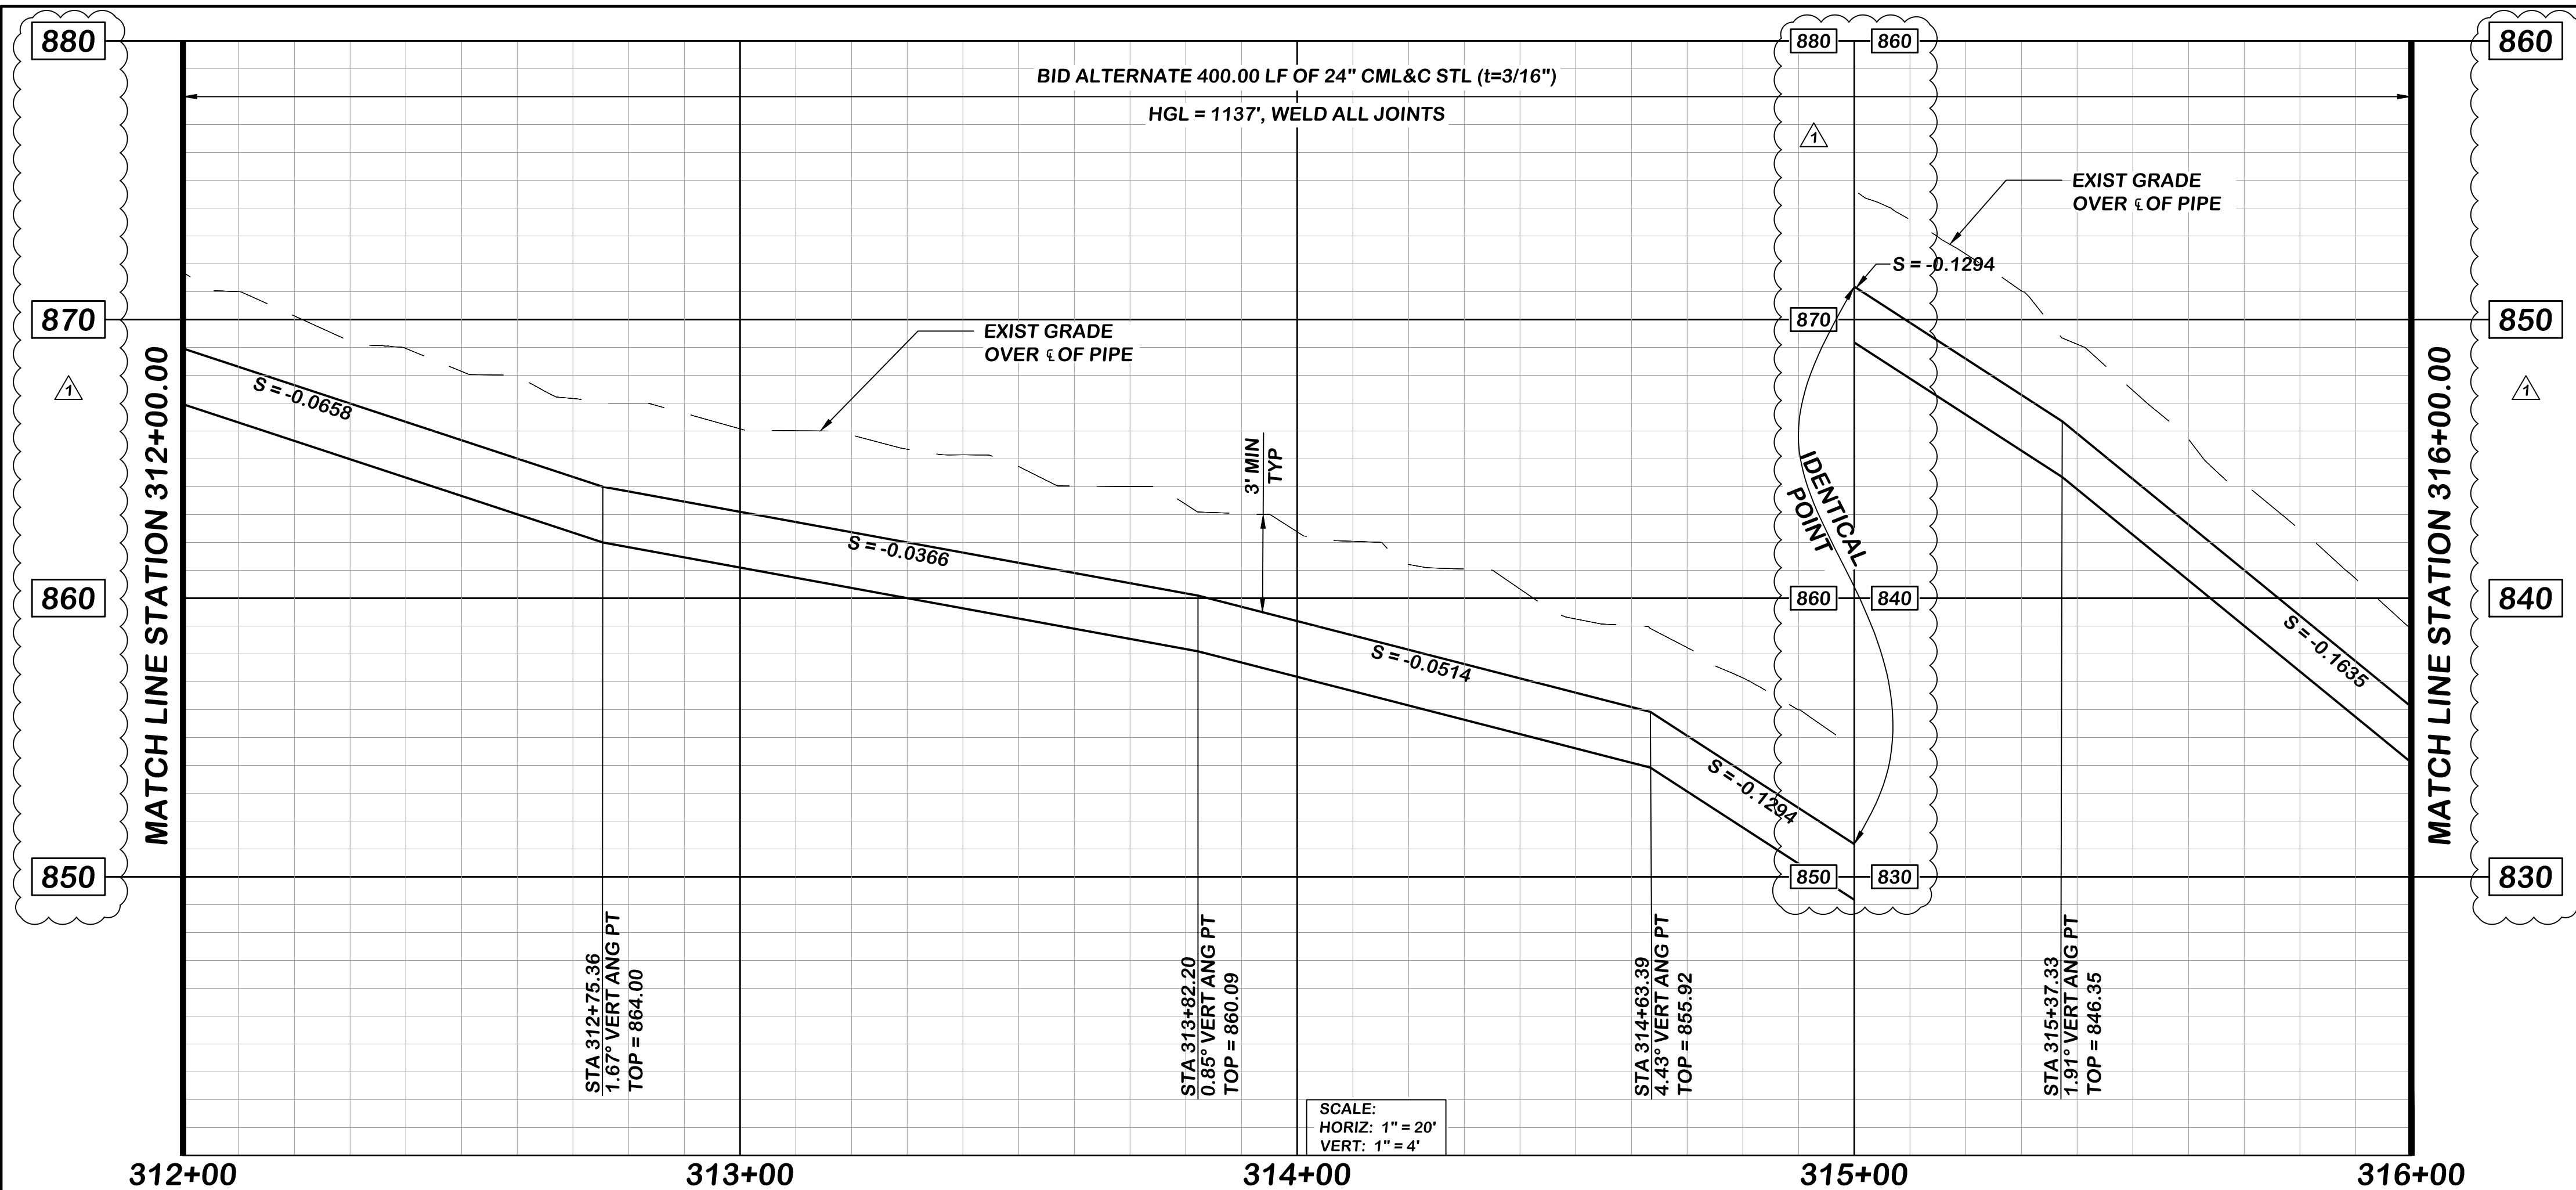 880
880
860
860
BID ALTERNATE 400.00 LF OF 24" CML&C STL (t=3/16")
HGL = 1137', WELD ALL JOINTS
1
EXIST GRADE
OVER ℄ OF PIPE
S = -0.1294
870
870
850
EXIST GRADE
OVER ℄ OF PIPE
1
1
S = -0.0658
MATCH LINE STATION 312+00.00
MATCH LINE STATION 316+00.00
3' MIN
TYP
IDENTICAL
POINT
S = -0.0366
860
860
840
840
S = -0.0514
S = -0.1635
S = -0.1294
850
850
830
830
STA 312+75.36
1.67° VERT ANG PT
TOP = 864.00
STA 313+82.20
0.85° VERT ANG PT
TOP = 860.09
STA 314+63.39
4.43° VERT ANG PT
TOP = 855.92
STA 315+37.33
1.91° VERT ANG PT
TOP = 846.35
SCALE:
HORIZ: 1" = 20'
VERT: 1" = 4'
312+00
313+00
314+00
315+00
316+00